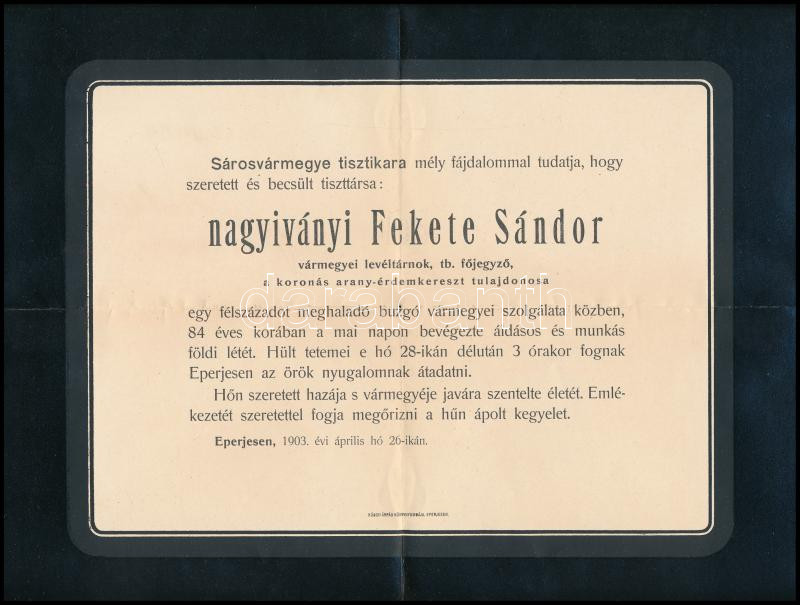 Sárosvármegye tisztikara mély fájdalommal tudatja, hogy
szeretett és becsült tiszttársa:
nagyiványi Fekete Sándor
vármegyei levéltárnok, tb. főjegyző,
a koronás arany-érdemkereszt tulajdonosa
egy félszázadot meghaladó buzgó vármegyei szolgálata közben,
84 éves korában a mai napon bevégezte áldásos és munkás
földi létét. Hült tetemei e hó 28-ikán délután 3 órakor fognak
Eperjesen az örök nyugalomnak átadatni.
Hőn szeretett hazája s vármegyéje javára szentelte életét. Emlé-
kezetét szeretettel fogja megőrizni a hűn ápolt kegyelet.
Eperjesen, 1903. évi április hó 26-ikán.
darabanth